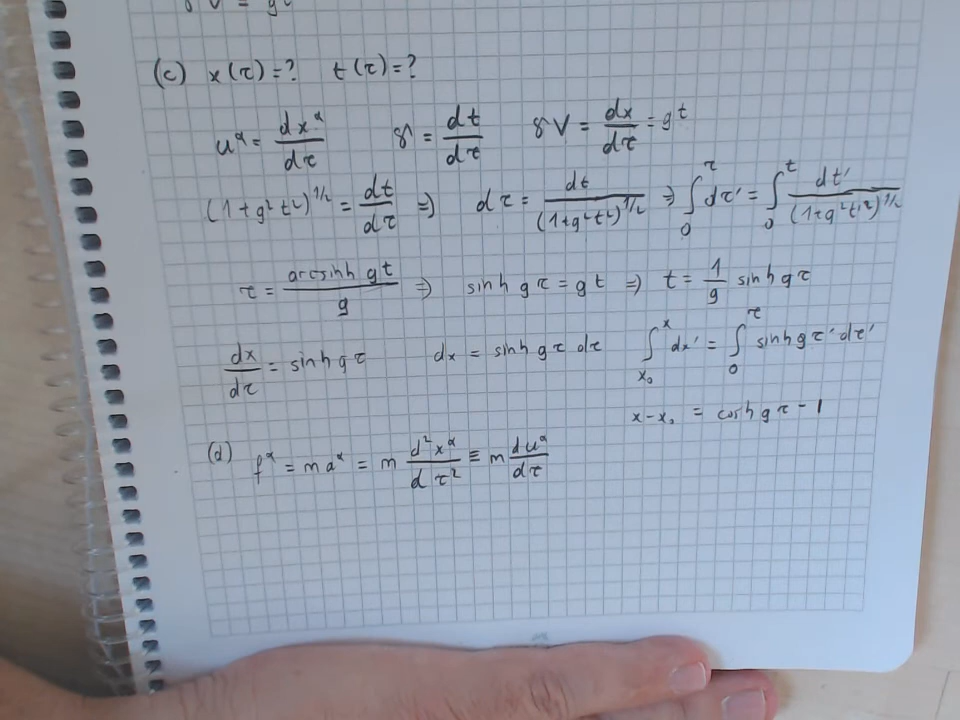 γV = gt
(c) x(τ) = ? t(τ) = ?
u^α = dx^α/dτ γ = dt/dτ γV = dx/dτ = gt
(1+g²t²)^1/2 = dt/dτ ⇒ dτ = dt/(1+g²t²)^1/2 ⇒ ∫₀^τ dτ' = ∫₀^t dt'/(1+g²t'²)^1/2
τ = arcsinh gt/g ⇒ sinh gτ = gt ⇒ t = 1/g sinh gτ
dx/dτ = sinh gτ dx = sinh gτ dτ ∫_{x₀}^x dx' = ∫₀^τ sinh gτ' dτ'
x-x₀ = cosh gτ - 1
(d) f^α = m a^α = m d²x^α/dτ² ≡ m du^α/dτ